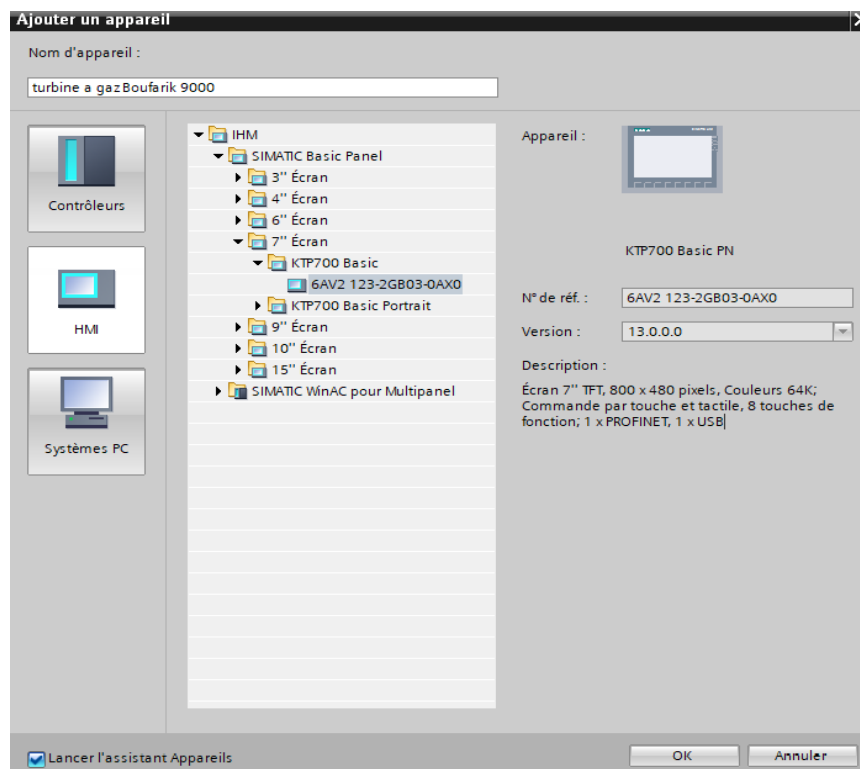 Ajouter un appareil
Nom d'appareil :
turbine a gaz Boufarik 9000
Contrôleurs
HMI
Systèmes PC
IHM
SIMATIC Basic Panel
3" Écran
4" Écran
6" Écran
7" Écran
KTP700 Basic
6AV2 123-2GB03-0AX0
KTP700 Basic Portrait
9" Écran
10" Écran
15" Écran
SIMATIC WinAC pour Multipanel
Appareil :
KTP700 Basic PN
N° de réf. :
6AV2 123-2GB03-0AX0
Version :
13.0.0.0
Description :
Écran 7" TFT, 800 x 480 pixels, Couleurs 64K;
Commande par touche et tactile, 8 touches de
fonction; 1 x PROFINET, 1 x USB
Lancer l'assistant Appareils
OK
Annuler